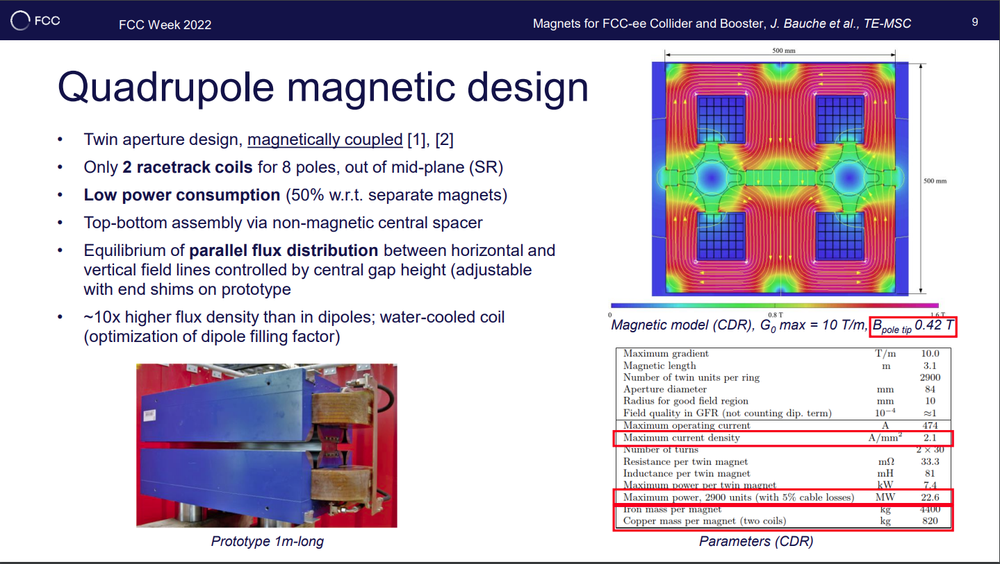 FCC
FCC Week 2022
Magnets for FCC-ee Collider and Booster, J. Bauche et al., TE-MSC
9
Quadrupole magnetic design
• Twin aperture design, magnetically coupled [1], [2]
• Only 2 racetrack coils for 8 poles, out of mid-plane (SR)
• Low power consumption (50% w.r.t. separate magnets)
• Top-bottom assembly via non-magnetic central spacer
• Equilibrium of parallel flux distribution between horizontal and
vertical field lines controlled by central gap height (adjustable
with end shims on prototype
• ~10x higher flux density than in dipoles; water-cooled coil
(optimization of dipole filling factor)
Prototype 1m-long
500 mm
500 mm
0 0.8 T 1.6 T
Magnetic model (CDR), G0 max = 10 T/m, Bpole tip 0.42 T
Maximum gradient T/m 10.0
Magnetic length m 3.1
Number of twin units per ring 2900
Aperture diameter mm 84
Radius for good field region mm 10
Field quality in GFR (not counting dip. term) 10⁻⁴ ≈1
Maximum operating current A 474
Maximum current density A/mm² 2.1
Number of turns 2 × 30
Resistance per twin magnet mΩ 33.3
Inductance per twin magnet mH 81
Maximum power per twin magnet kW 7.4
Maximum power, 2900 units (with 5% cable losses) MW 22.6
Iron mass per magnet kg 4400
Copper mass per magnet (two coils) kg 820
Parameters (CDR)